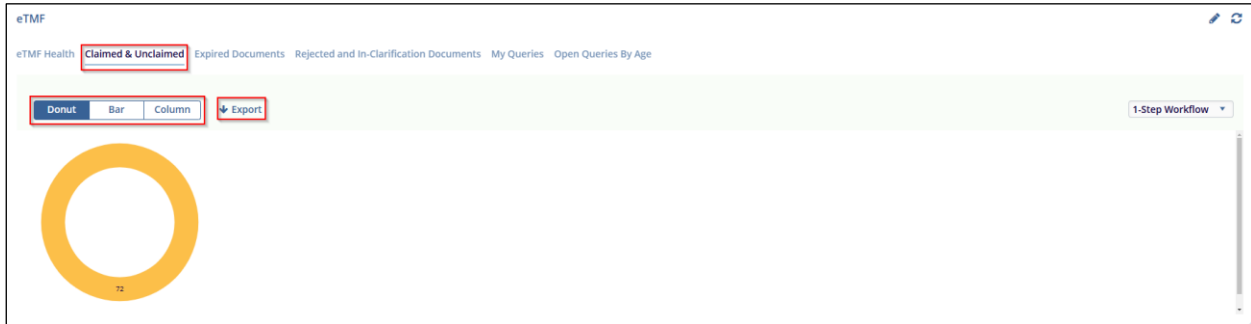 eTMF
eTMF Health Claimed & Unclaimed Expired Documents Rejected and In-Clarification Documents My Queries Open Queries By Age
Donut Bar Column Export 1-Step Workflow
72